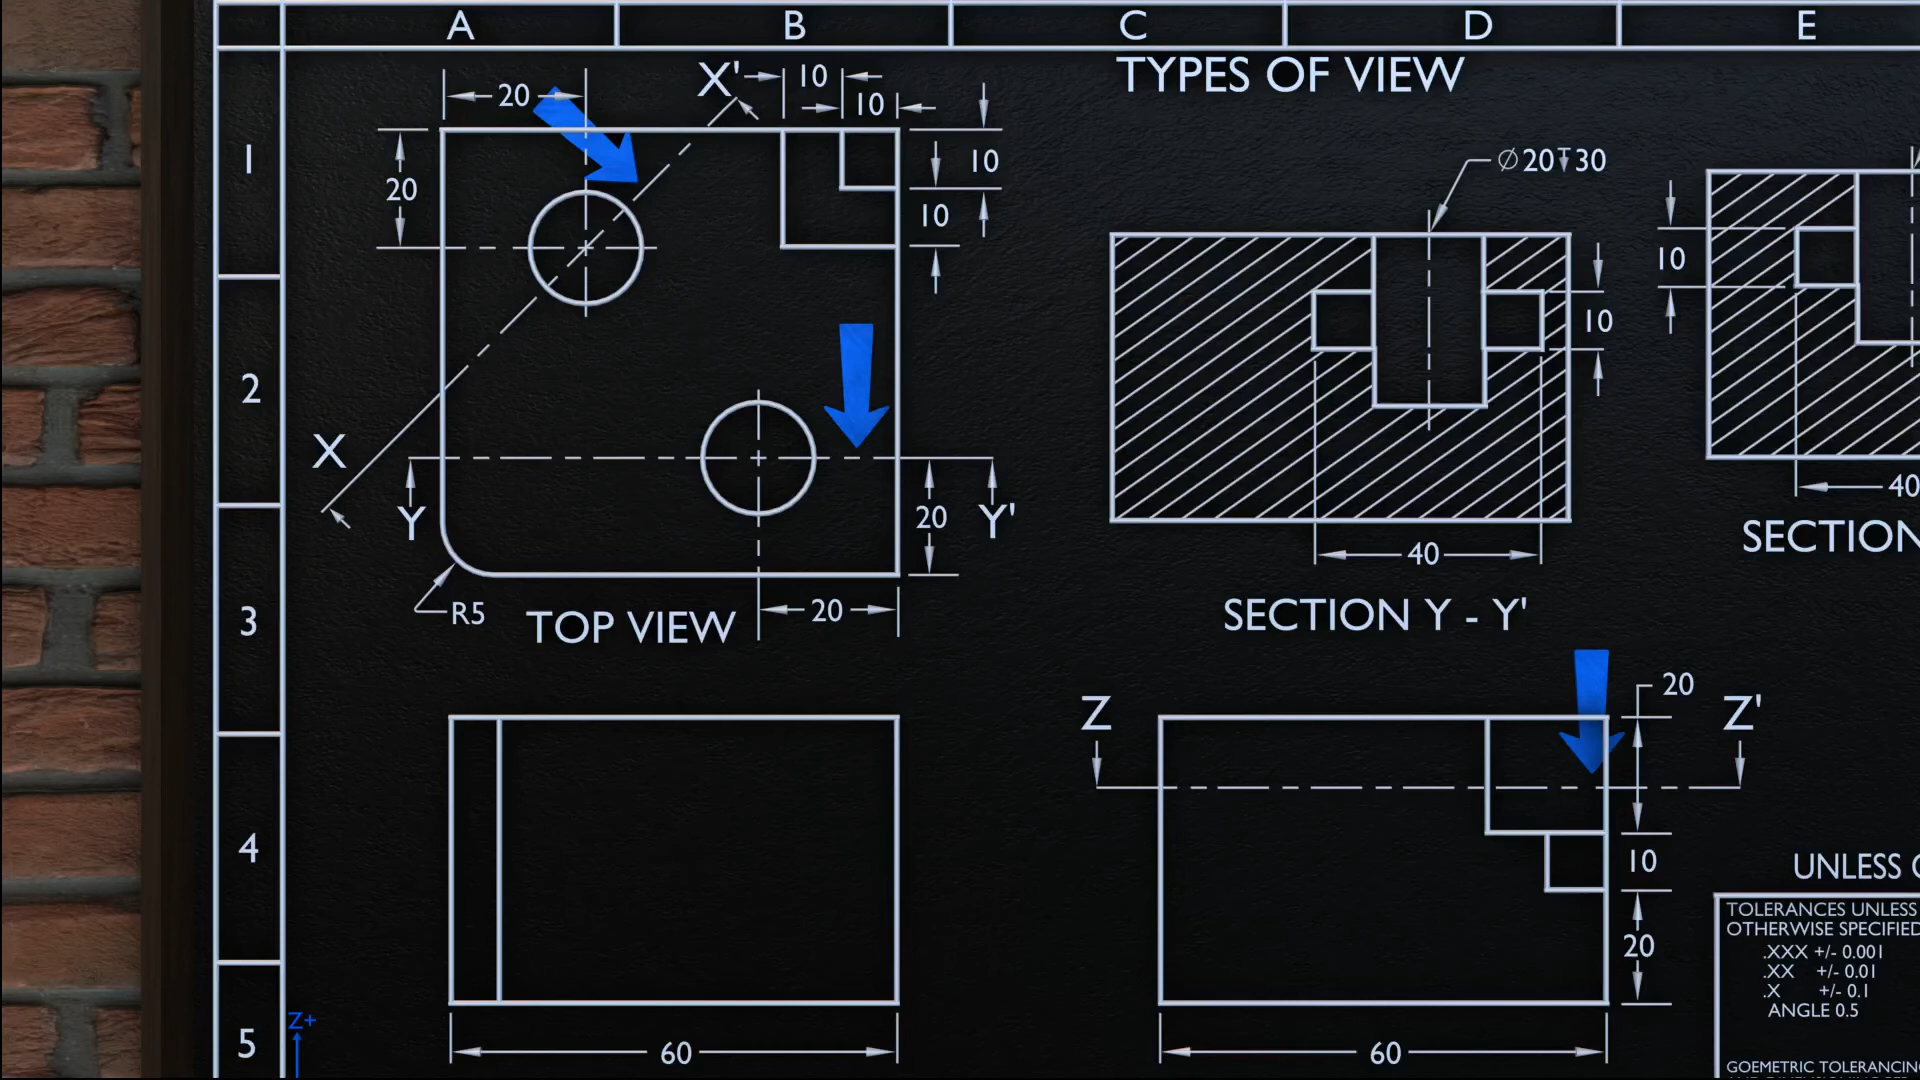 A B C D E
1
2
3
4
5
TYPES OF VIEW
20
X'
10
10
20
10
10
X
Y
Y'
20
R5
20
TOP VIEW
∅20↧30
10
40
SECTION Y - Y'
10
40
SECTION
60
Z
Z'
20
10
20
60
UNLESS
TOLERANCES UNLESS
OTHERWISE SPECIFIED
.XXX +/- 0.001
.XX +/- 0.01
.X +/- 0.1
ANGLE 0.5
GOEMETRIC TOLERANCING
Z+